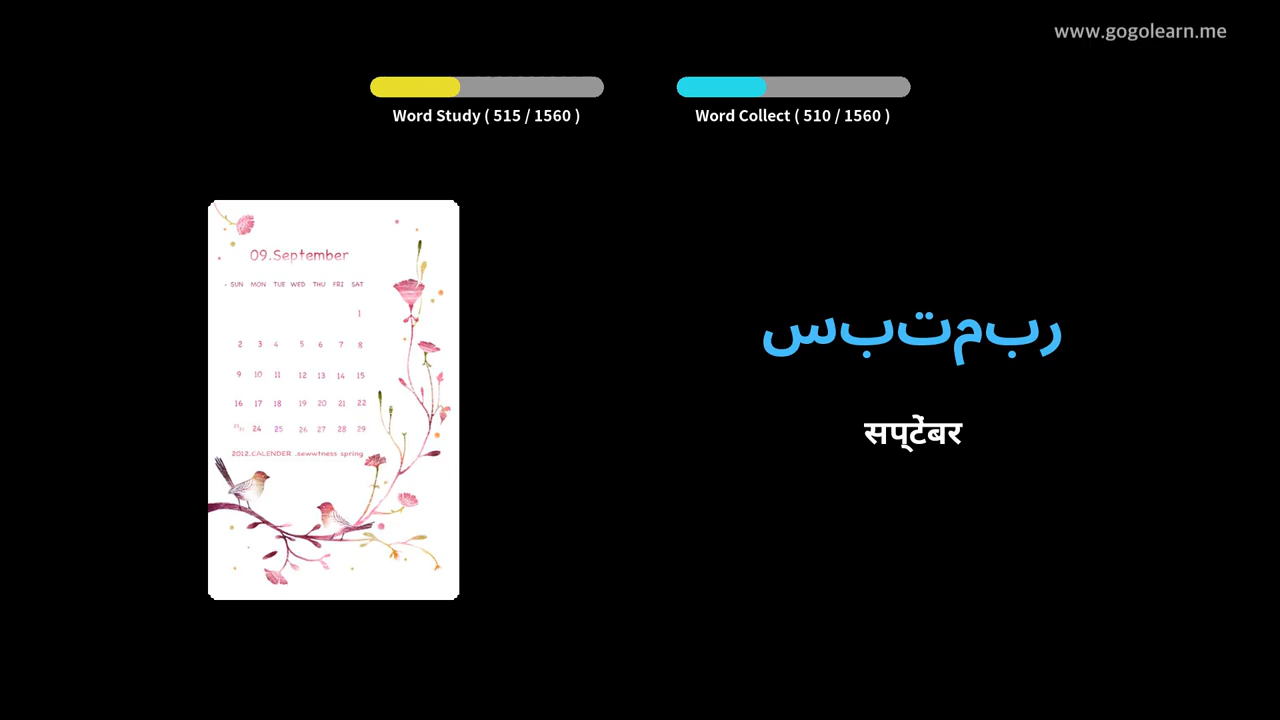 www.gogolearn.me
Word Study ( 515 / 1560 )
Word Collect ( 510 / 1560 )
09.September
SUN MON TUE WED THU FRI SAT
1
2 3 4 5 6 7 8
9 10 11 12 13 14 15
16 17 18 19 20 21 22
24 25 26 27 28 29
2012.CALENDER .sewwtness spring
سبتمبر
सप्टेंबर